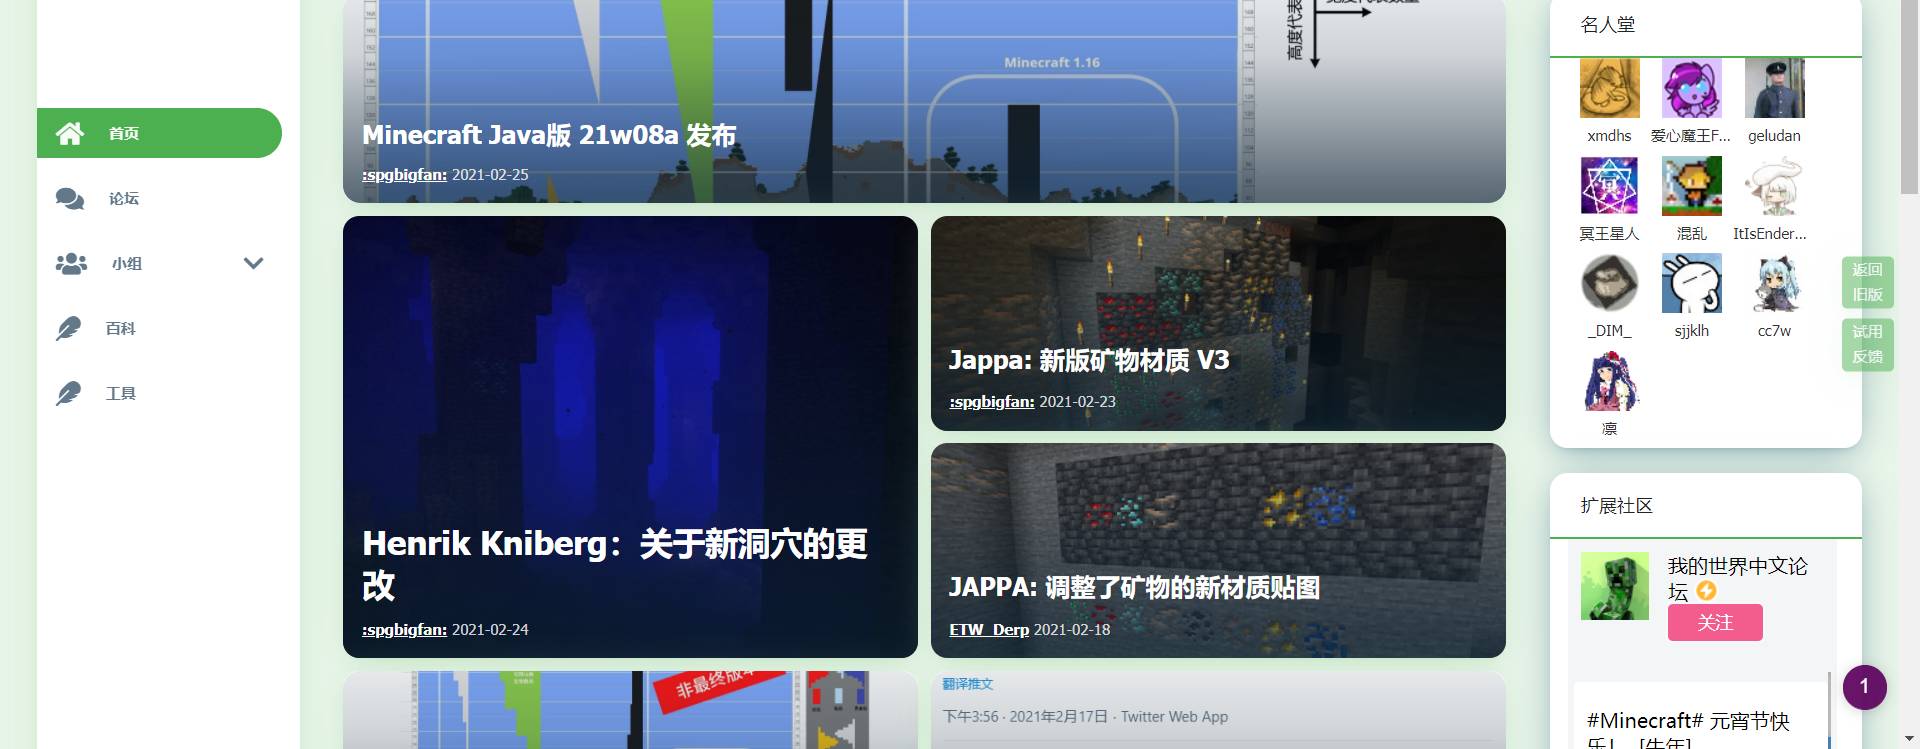 首页
论坛
小组
百科
工具
高度代表
Minecraft 1.16
Minecraft Java版 21w08a 发布
:spgbigfan: 2021-02-25
Henrik Kniberg：关于新洞穴的更
改
:spgbigfan: 2021-02-24
Jappa: 新版矿物材质 V3
:spgbigfan: 2021-02-23
JAPPA: 调整了矿物的新材质贴图
ETW_Derp 2021-02-18
非最终版本
翻译推文
下午3:56 · 2021年2月17日 · Twitter Web App
名人堂
xmdhs
爱心魔王F...
geludan
冥王星人
混乱
ItIsEnder...
_DIM_
sjjklh
cc7w
凛
返回
旧版
试用
反馈
扩展社区
我的世界中文论
坛
关注
1
#Minecraft# 元宵节快
乐！ [牛年]